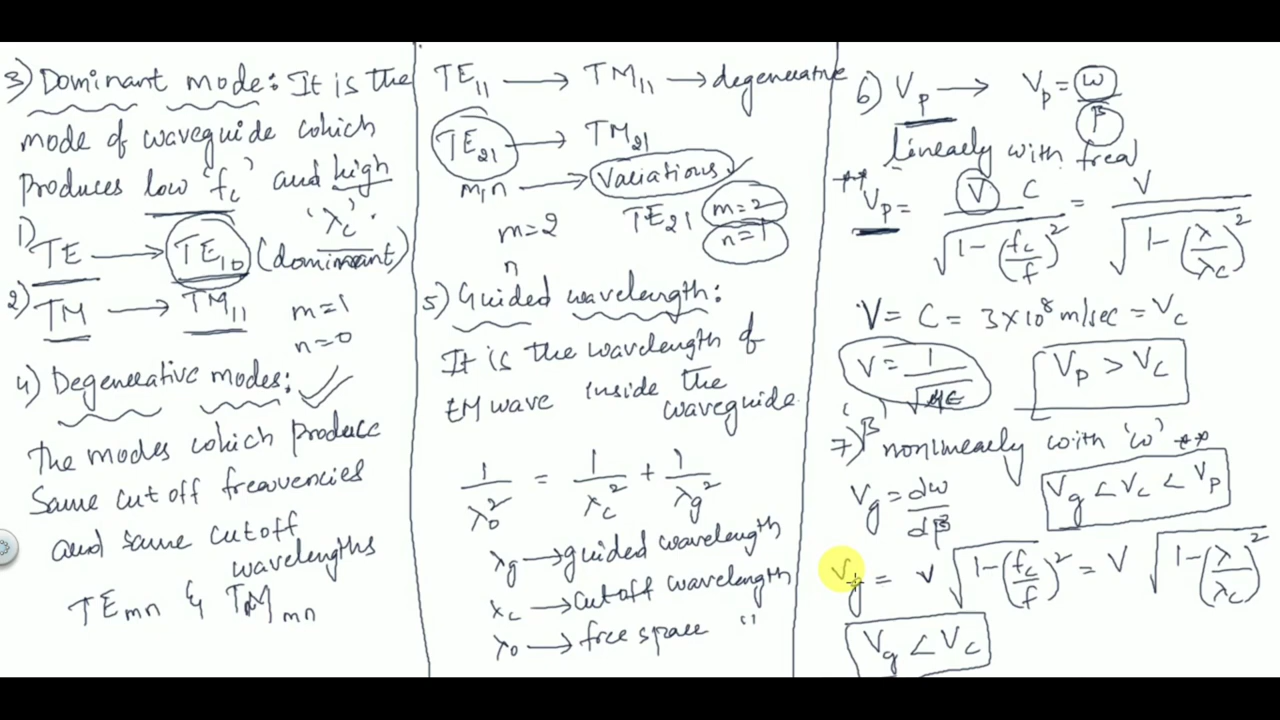 3) Dominant mode: It is the
mode of waveguide which
produces low 'fc' and high
'λc'.
1) TE → TE10 (dominant)
2) TM → TM11 m=1
n=0
4) Degenerative modes:
The modes which produce
Same cut off frequencies
and same cutoff
wavelengths
TEmn & TMmn
TE11 → TM11 → degenerative
TE21 → TM21
m,n → Variations
m=2 TE21 m=2
n n=1
5) Guided wavelength:
It is the wavelength of
EM wave inside the
waveguide.
1/λ0² = 1/λc² + 1/λg²
λg → guided wavelength
λc → cutoff wavelength
λ0 → free space "
6) Vp → Vp = ω/β
linearly with freq
** Vp = V C / √(1-(fc/f)²) = V / √(1-(λ/λc)²)
V = C = 3×10⁸ m/sec = Vc
V = 1/√με Vp > Vc
7) β nonlinearly with 'ω' **
Vg = dω/dβ Vg < Vc < Vp
Vg = V √(1-(fc/f)²) = V √(1-(λ/λc)²)
Vg < Vc